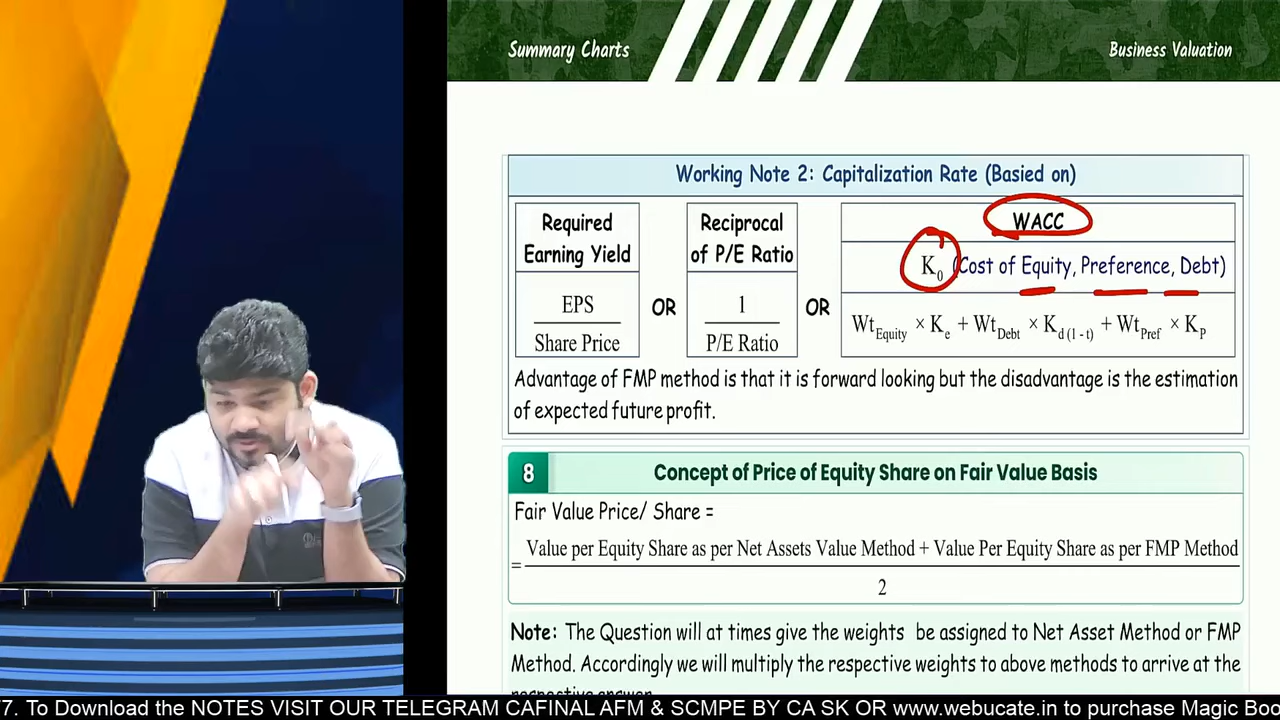 Summary Charts
Business Valuation
Working Note 2: Capitalization Rate (Basied on)
Required
Earning Yield
EPS
Share Price
OR
Reciprocal
of P/E Ratio
1
P/E Ratio
OR
WACC
K0 (Cost of Equity, Preference, Debt)
WtEquity × Ke + WtDebt × Kd (1 - t) + WtPref × KP
Advantage of FMP method is that it is forward looking but the disadvantage is the estimation
of expected future profit.
8
Concept of Price of Equity Share on Fair Value Basis
Fair Value Price/ Share =
= Value per Equity Share as per Net Assets Value Method + Value Per Equity Share as per FMP Method
2
Note: The Question will at times give the weights be assigned to Net Asset Method or FMP
Method. Accordingly we will multiply the respective weights to above methods to arrive at the
respective answer
7. To Download the NOTES VISIT OUR TELEGRAM CAFINAL AFM & SCMPE BY CA SK OR www.webucate.in to purchase Magic Boo